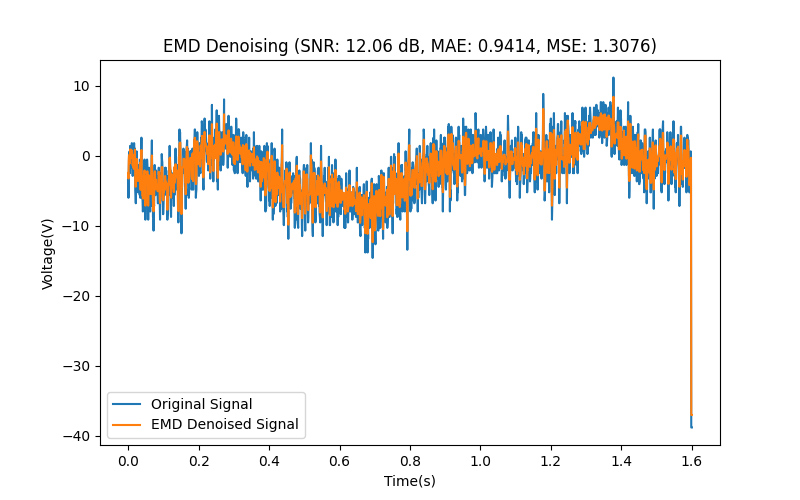 EMD Denoising (SNR: 12.06 dB, MAE: 0.9414, MSE: 1.3076)
10
0
−10
−20
−30
−40
Voltage(V)
Original Signal
EMD Denoised Signal
0.0 0.2 0.4 0.6 0.8 1.0 1.2 1.4 1.6
Time(s)